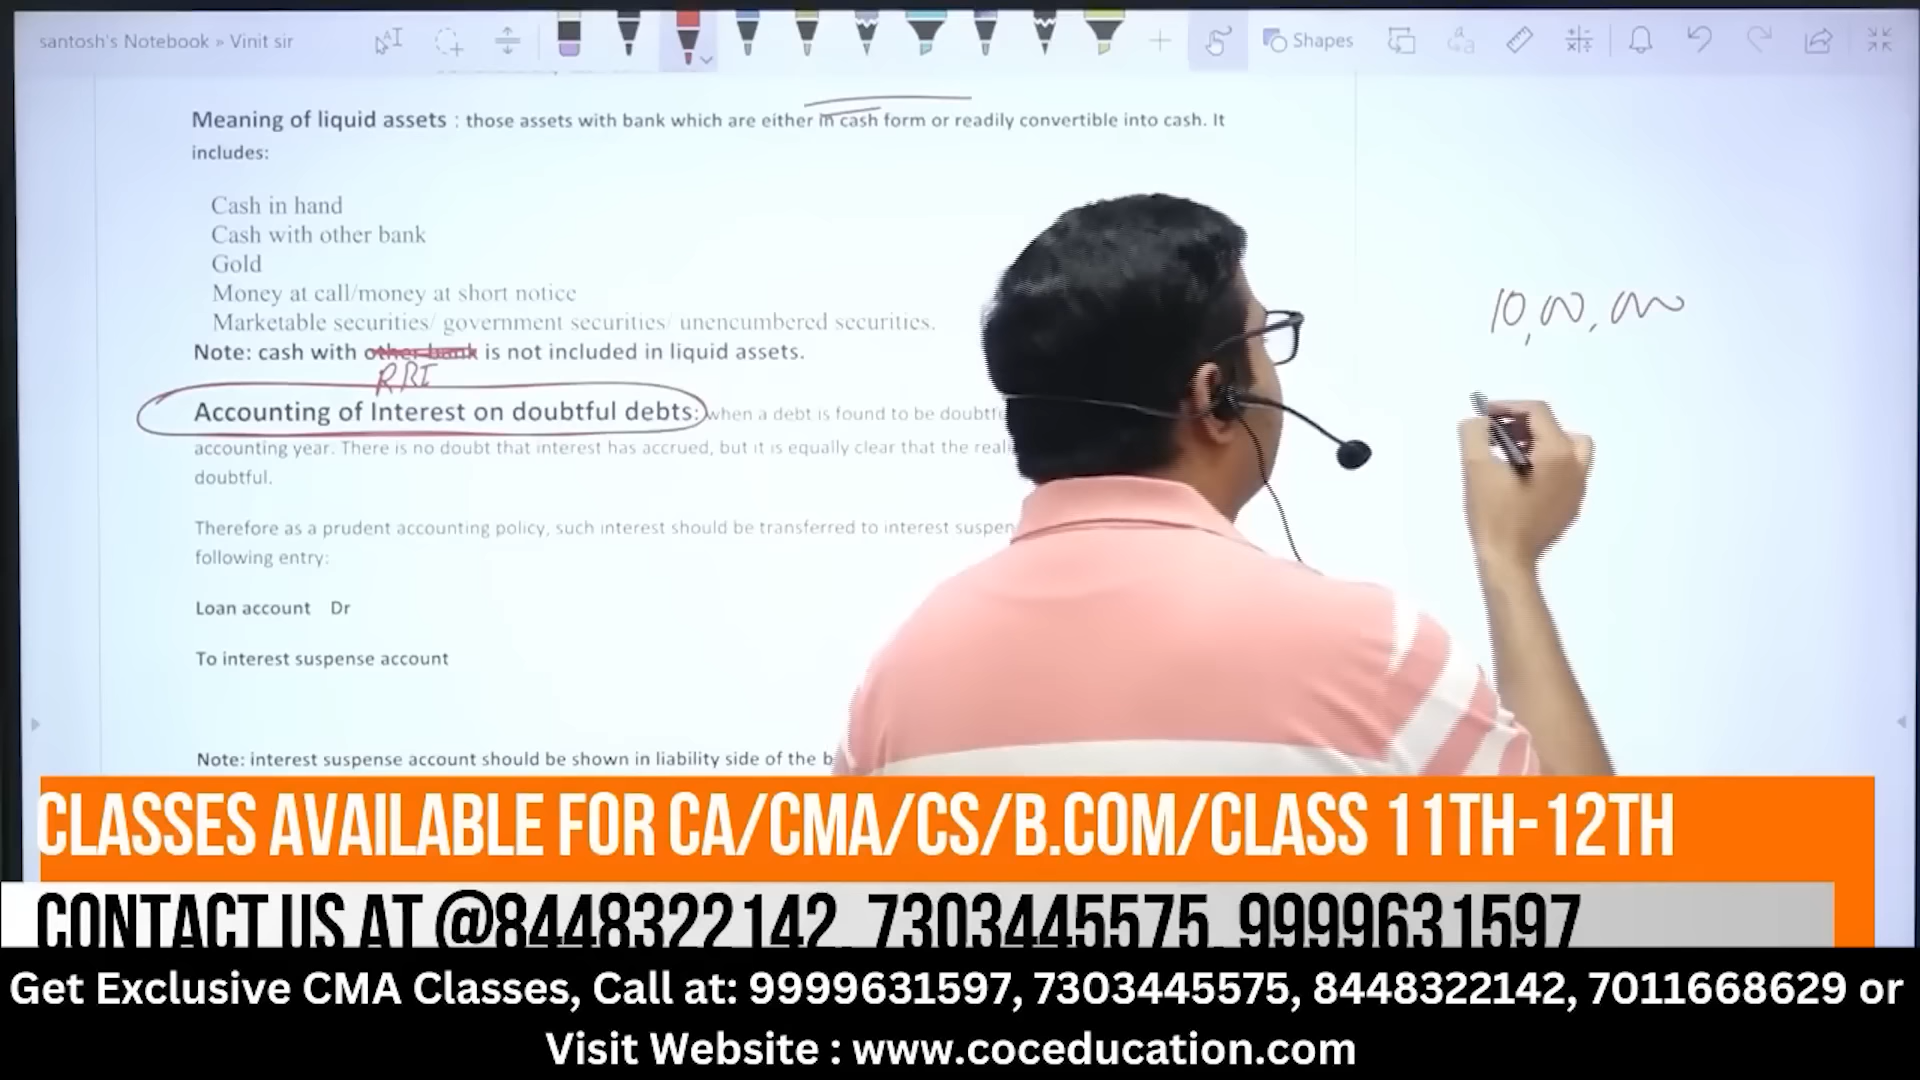 santosh's Notebook » Vinit sir
Shapes
Meaning of liquid assets : those assets with bank which are either in cash form or readily convertible into cash. It
includes:
Cash in hand
Cash with other bank
Gold
Money at call/money at short notice
Marketable securities/ government securities/ unencumbered securities.
Note: cash with other bank is not included in liquid assets.
RBI
10,00,000
Accounting of Interest on doubtful debts: when a debt is found to be
accounting year. There is no doubt that interest has accrued, but it is equally clear that the
doubtful.
Therefore as a prudent accounting policy, such interest should be transferred to interest
following entry:
Loan account Dr
To interest suspense account
Note: interest suspense account should be shown in liability side of the
CLASSES AVAILABLE FOR CA/CMA/CS/B.COM/CLASS 11TH-12TH
CONTACT US AT @8448322142, 7303445575, 9999631597
Get Exclusive CMA Classes, Call at: 9999631597, 7303445575, 8448322142, 7011668629 or
Visit Website : www.coceducation.com